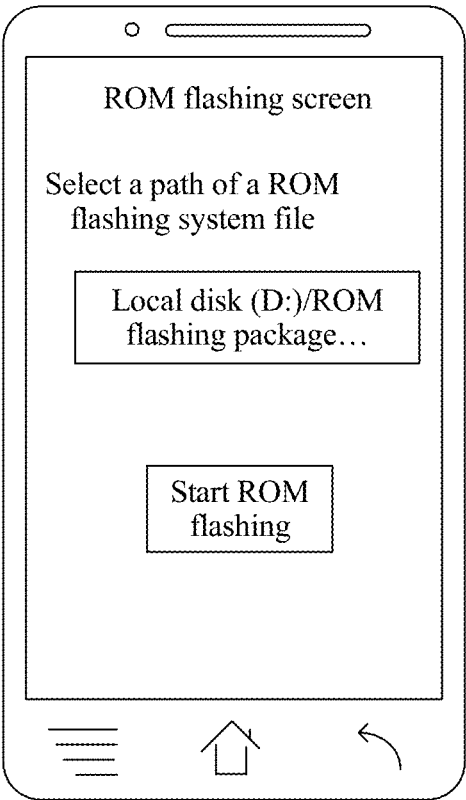 ROM flashing screen
Select a path of a ROM
flashing system file
Local disk (D:)/ROM
flashing package…
Start ROM
flashing